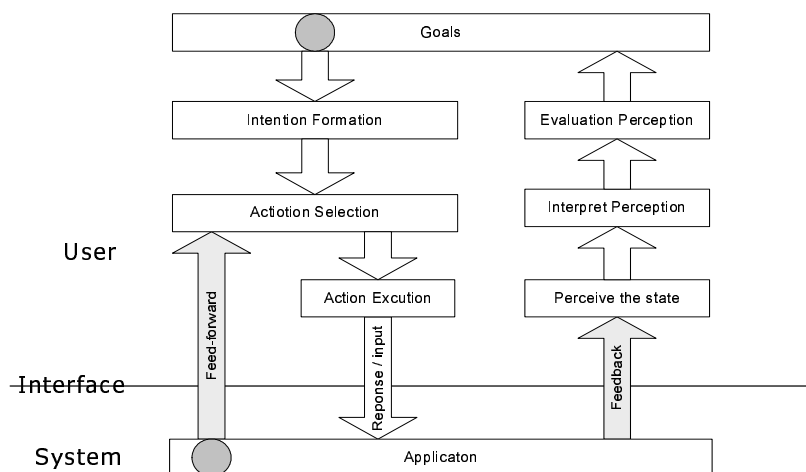 Goals
Intention Formation
Evaluation Perception
Actiotion Selection
Interpret Perception
User
Action Excution
Perceive the state
Feed-forward
Reponse / input
Feedback
Interface
System
Applicaton